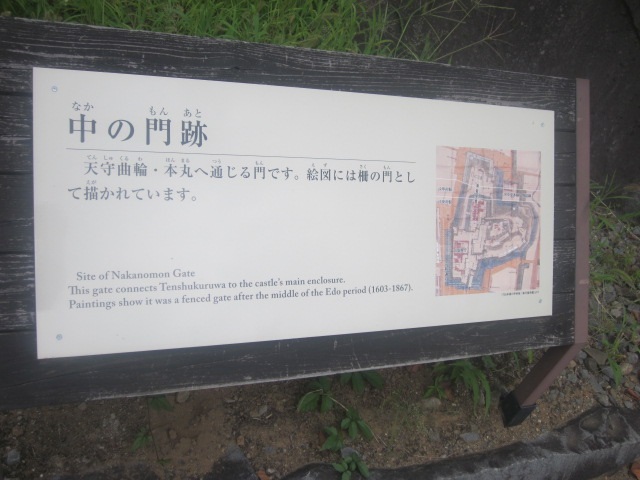 中の門跡
天守曲輪・本丸へ通じる門です。絵図には柵の門とし
て描かれています。
Site of Nakanomon Gate
This gate connects Tenshukuruwa to the castle's main enclosure.
Paintings show it was a fenced gate after the middle of the Edo period (1603-1867).